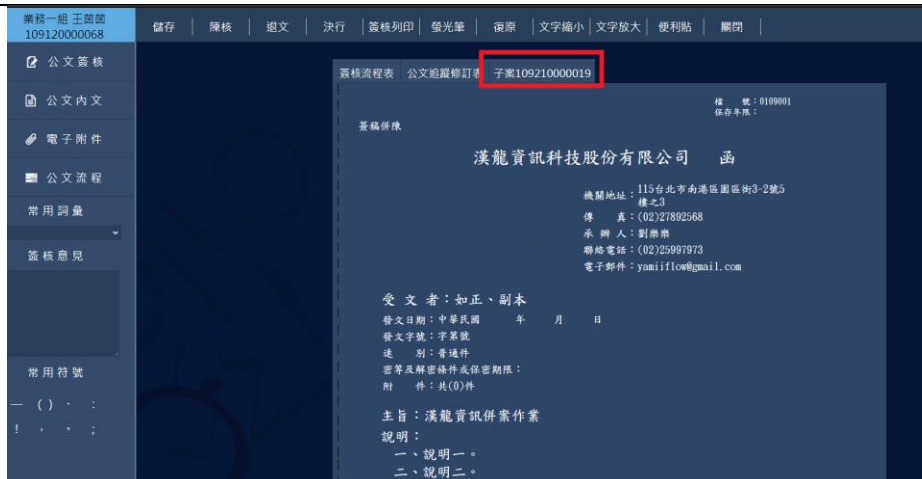 業務一組 王茵茵
109120000068
儲存
陳核
退文
決行
簽核列印
螢光筆
復原
文字縮小
文字放大
便利貼
關閉
公文簽核
公文內文
電子附件
公文流程
常用詞彙
簽核意見
常用符號
— ( ) 、 :
! , 。 ;
簽核流程表
公文追蹤修訂表
子案109210000019
檔 號:0109001
保存年限:
簽稿併陳
漢龍資訊科技股份有限公司 函
機關地址:115台北市南港區園區街3-2號5
樓之3
傳 真:(02)27892568
承 辦 人:劉樂樂
聯絡電話:(02)25997973
電子郵件:yamiiflow@gmail.com
受 文 者:如正、副本
發文日期:中華民國 年 月 日
發文字號:字第號
速 別:普通件
密等及解密條件或保密期限:
附 件:共(0)件
主旨:漢龍資訊併案作業
說明:
一、說明一。
二、說明二。